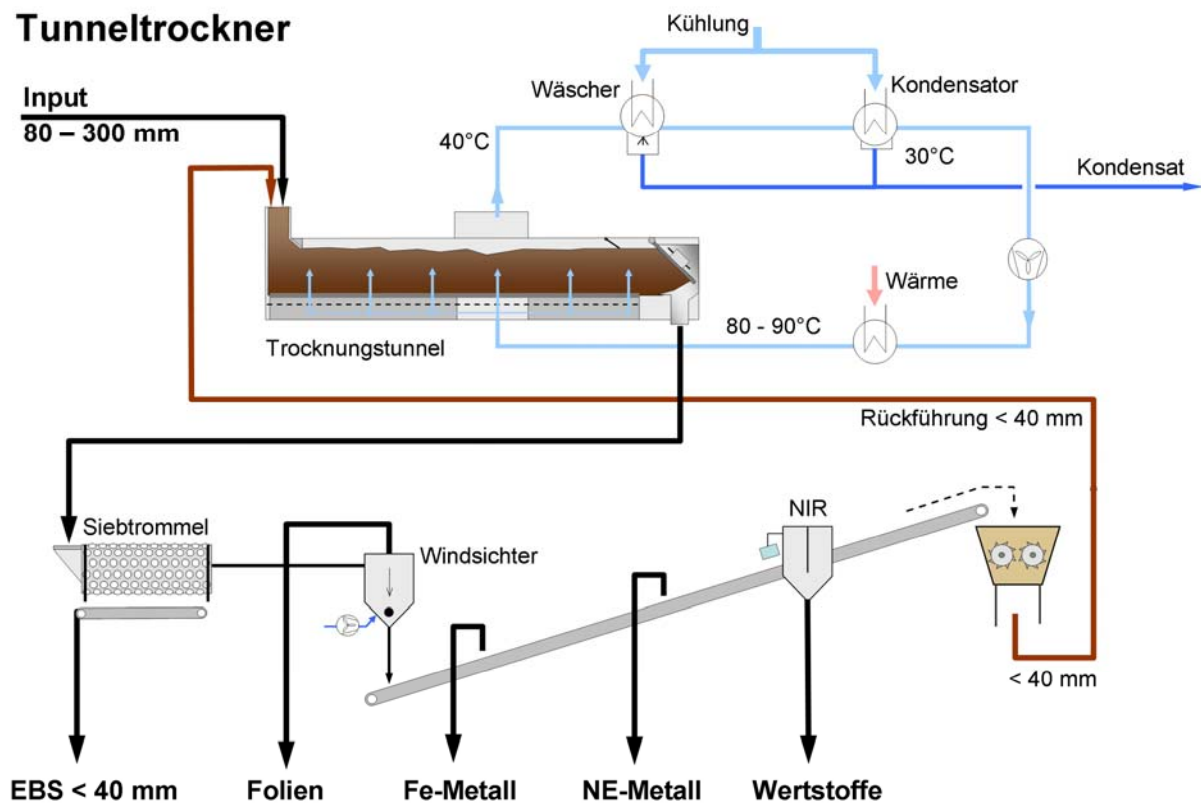 Tunneltrockner
Kühlung
Input
80 – 300 mm
Wäscher
Kondensator
40°C
30°C
Kondensat
Wärme
80 - 90°C
Trocknungstunnel
Rückführung < 40 mm
Siebtrommel
Windsichter
NIR
< 40 mm
EBS < 40 mm
Folien
Fe-Metall
NE-Metall
Wertstoffe